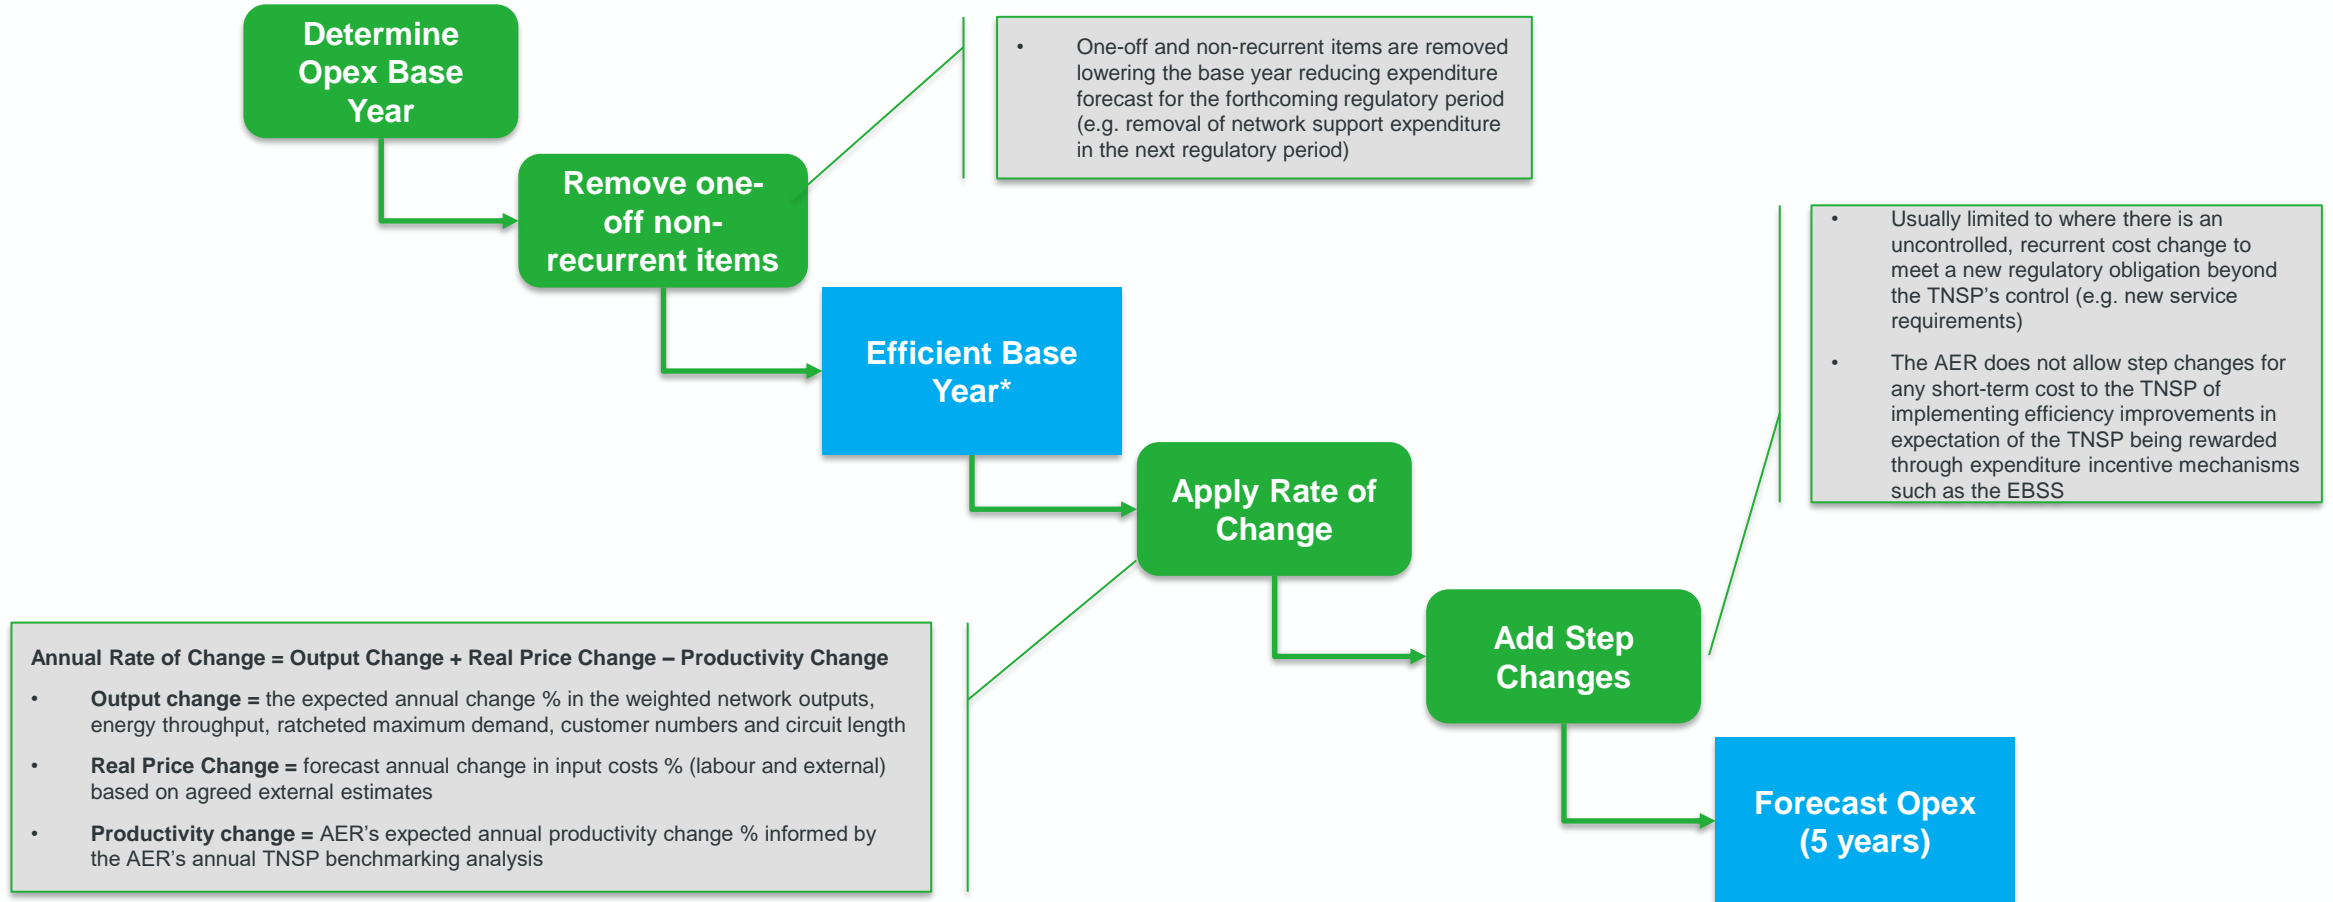 Determine
Opex Base
Year
• One-off and non-recurrent items are removed
lowering the base year reducing expenditure
forecast for the forthcoming regulatory period
(e.g. removal of network support expenditure
in the next regulatory period)
Remove one-
off non-
recurrent items
• Usually limited to where there is an
uncontrolled, recurrent cost change to
meet a new regulatory obligation beyond
the TNSP’s control (e.g. new service
requirements)
• The AER does not allow step changes for
any short-term cost to the TNSP of
implementing efficiency improvements in
expectation of the TNSP being rewarded
through expenditure incentive mechanisms
such as the EBSS
Efficient Base
Year*
Apply Rate of
Change
Annual Rate of Change = Output Change + Real Price Change – Productivity Change
• Output change = the expected annual change % in the weighted network outputs,
energy throughput, ratcheted maximum demand, customer numbers and circuit length
• Real Price Change = forecast annual change in input costs % (labour and external)
based on agreed external estimates
• Productivity change = AER’s expected annual productivity change % informed by
the AER’s annual TNSP benchmarking analysis
Add Step
Changes
Forecast Opex
(5 years)